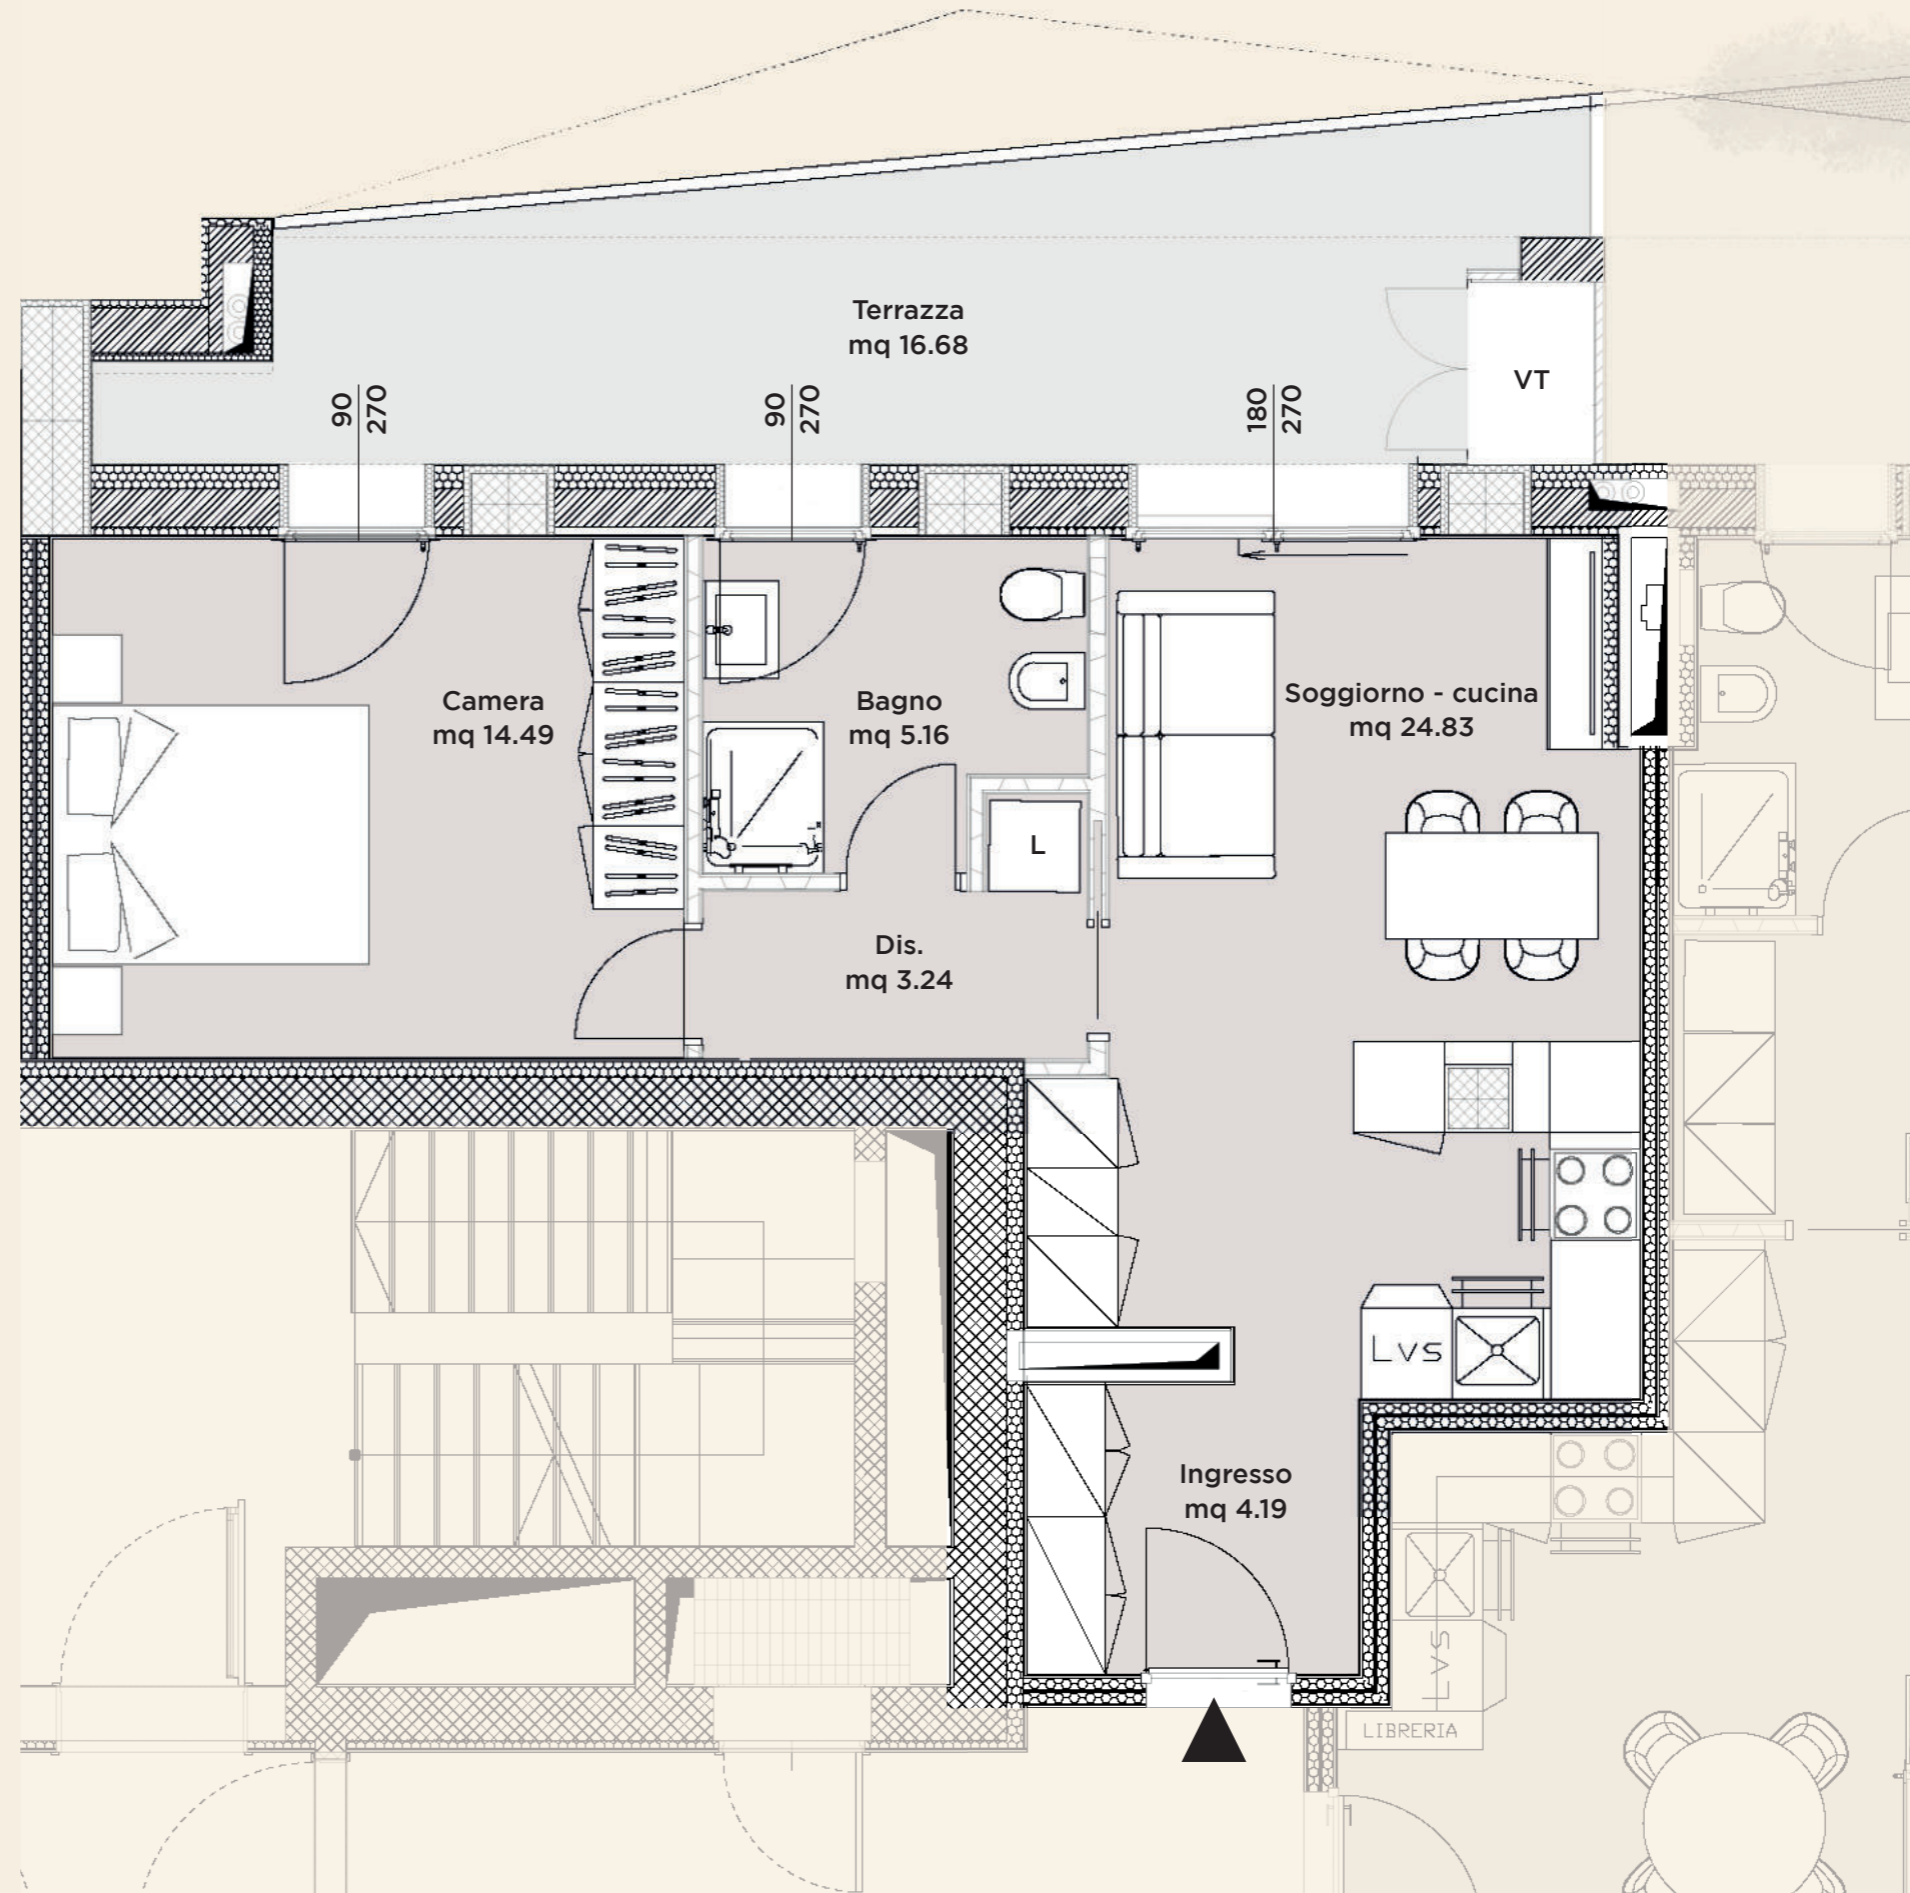 Terrazza
mq 16.68
VT
90
270
90
270
180
270
Camera
mq 14.49
Bagno
mq 5.16
Soggiorno - cucina
mq 24.83
L
Dis.
mq 3.24
LVS
Ingresso
mq 4.19
LVS
LIBRERIA